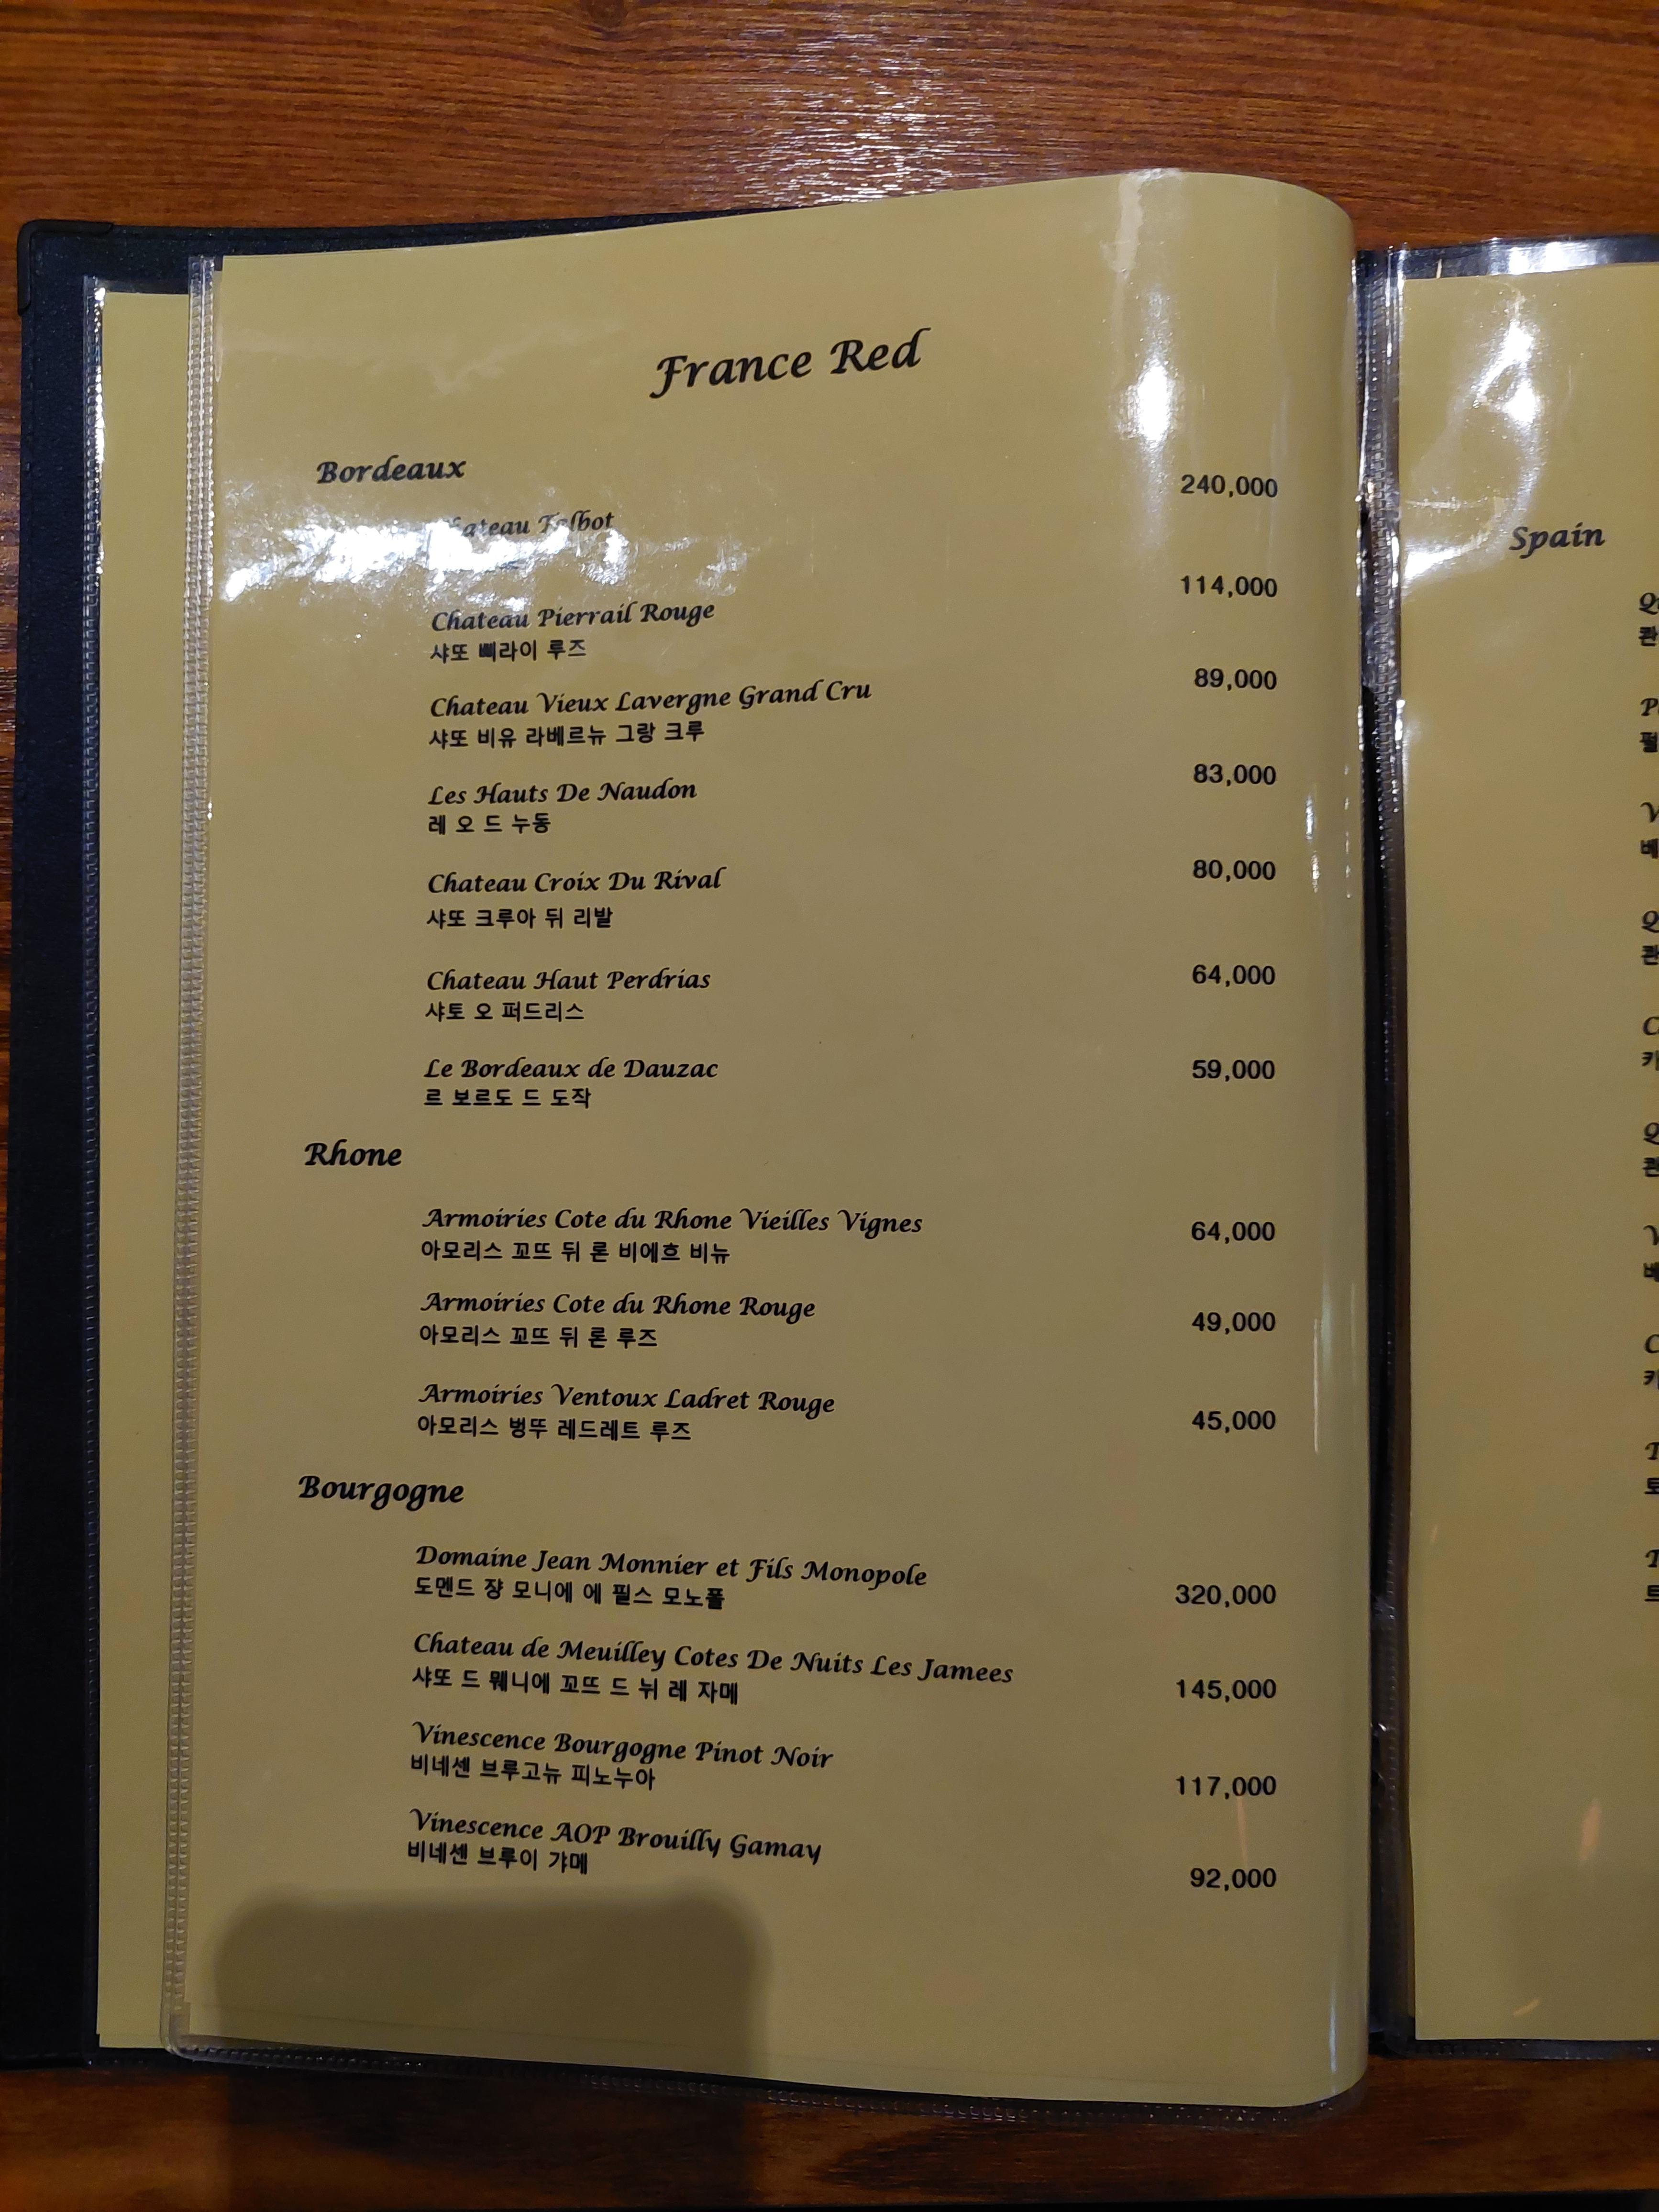 France Red
Bordeaux
240,000
Chateau Talbot
Chateau Pierrail Rouge
114,000
샤또 삐라이 루즈
Chateau Vieux Lavergne Grand Cru
89,000
샤또 비유 라베르뉴 그랑 크루
Les Hauts De Naudon
83,000
레 오 드 누동
Chateau Croix Du Rival
80,000
샤또 크루아 뒤 리발
Chateau Haut Perdrias
64,000
샤토 오 퍼드리스
Le Bordeaux de Dauzac
59,000
르 보르도 드 도작
Rhone
Armoiries Cote du Rhone Vieilles Vignes
64,000
아모리스 꼬뜨 뒤 론 비에흐 비뉴
Armoiries Cote du Rhone Rouge
49,000
아모리스 꼬뜨 뒤 론 루즈
Armoiries Ventoux Ladret Rouge
45,000
아모리스 벙뚜 레드레트 루즈
Bourgogne
Domaine Jean Monnier et Fils Monopole
320,000
도멘드 쟝 모니에 에 필스 모노폴
Chateau de Meuilley Cotes De Nuits Les Jamees
145,000
샤또 드 뭬니에 꼬뜨 드 뉘 레 자메
Vinescence Bourgogne Pinot Noir
117,000
비네센 브루고뉴 피노누아
Vinescence AOP Brouilly Gamay
92,000
비네센 브루이 갸메
Spain